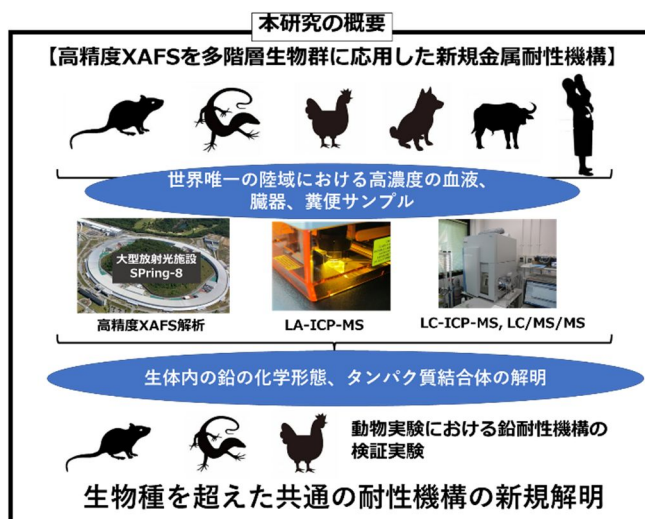 本研究の概要
【高精度XAFSを多階層生物群に応用した新規金属耐性機構】
世界唯一の陸域における高濃度の血液、
臓器、糞便サンプル
大型放射光施設
SPring-8
高精度XAFS解析
LA-ICP-MS
LC-ICP-MS, LC/MS/MS
生体内の鉛の化学形態、タンパク質結合体の解明
動物実験における鉛耐性機構の
検証実験
生物種を超えた共通の耐性機構の新規解明